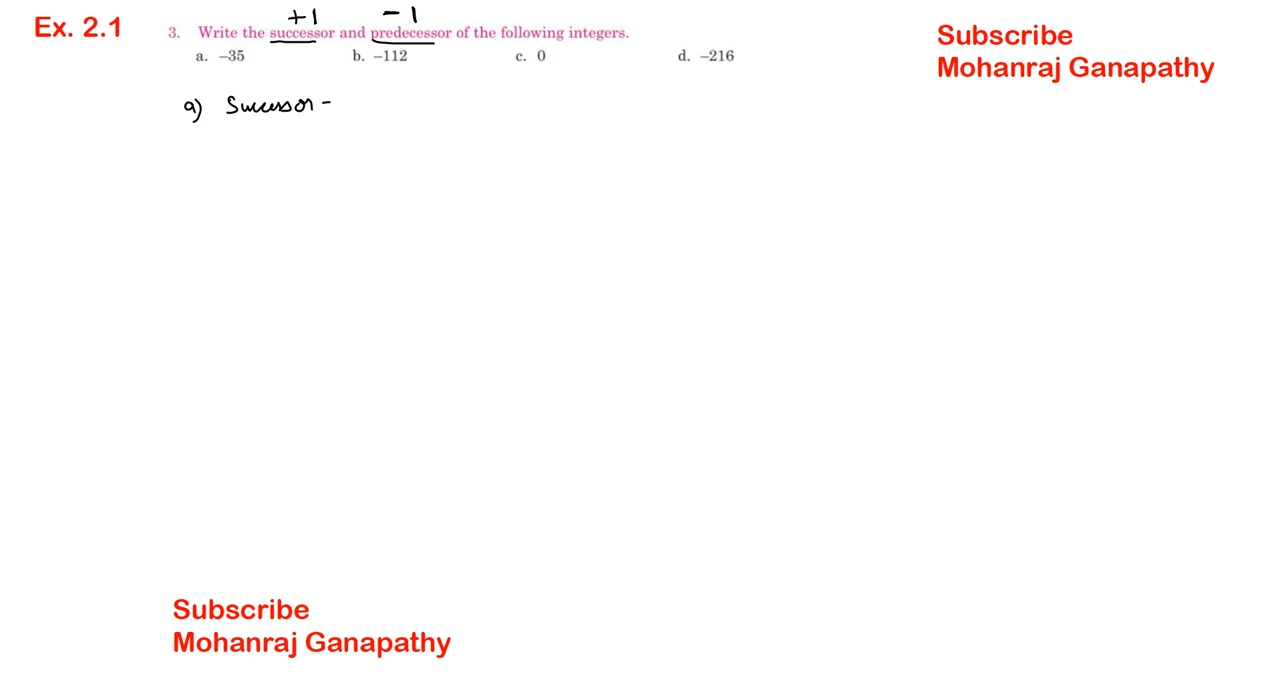 +1 − 1
Ex. 2.1
3. Write the successor and predecessor of the following integers.
a. –35 b. –112 c. 0 d. –216
Subscribe
Mohanraj Ganapathy
a) Successor -
Subscribe
Mohanraj Ganapathy